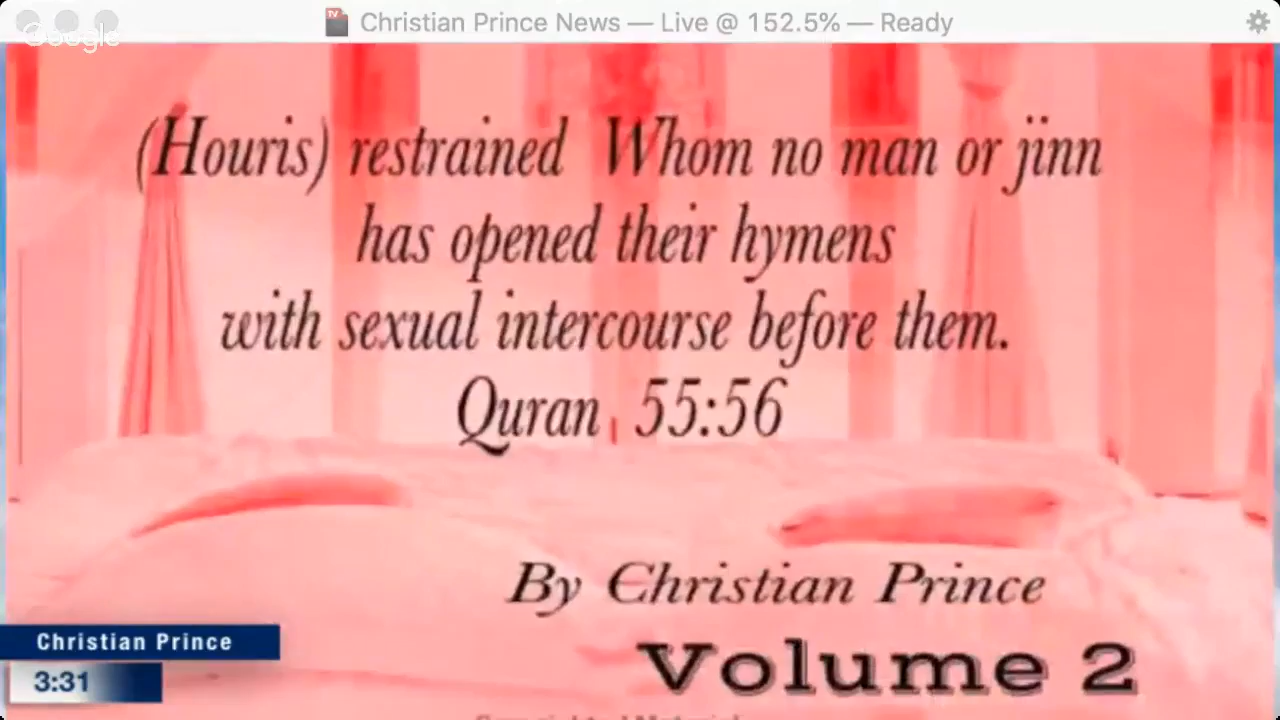 Christian Prince News — Live @ 152.5% — Ready
Google
(Houris) restrained Whom no man or jinn
has opened their hymens
with sexual intercourse before them.
Quran 55:56
By Christian Prince
Volume 2
Christian Prince
3:31